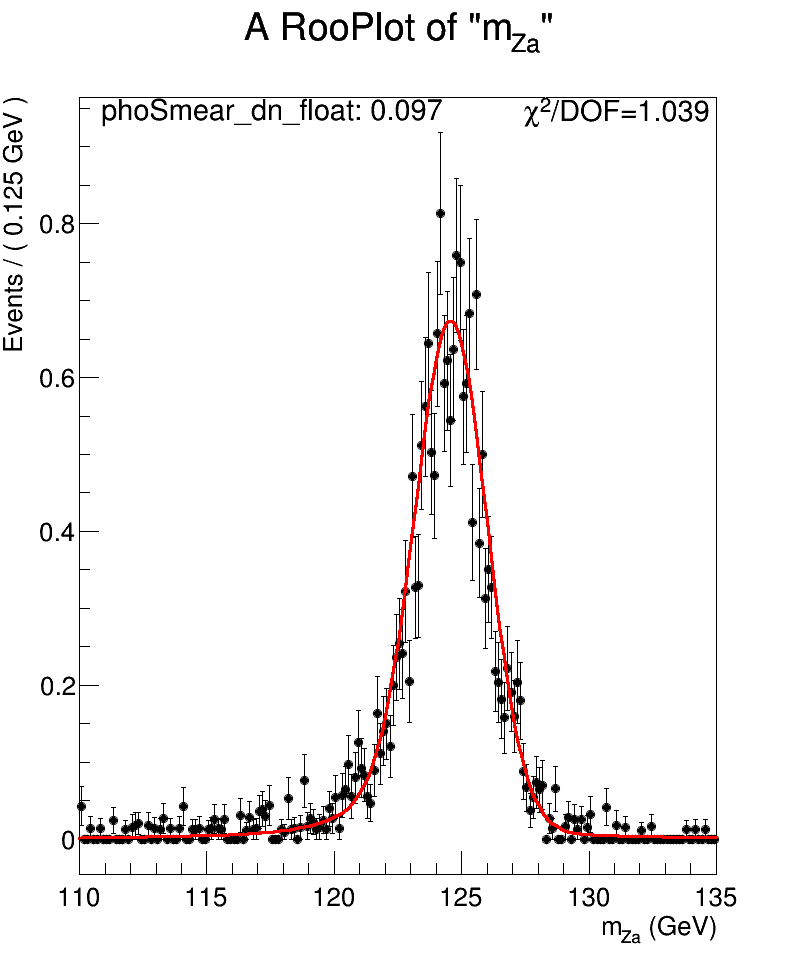 A RooPlot of "m_Za"
phoSmear_dn_float: 0.097
χ²/DOF=1.039
Events / ( 0.125 GeV )
0.8
0.6
0.4
0.2
0
110 115 120 125 130 135
m_Za (GeV)